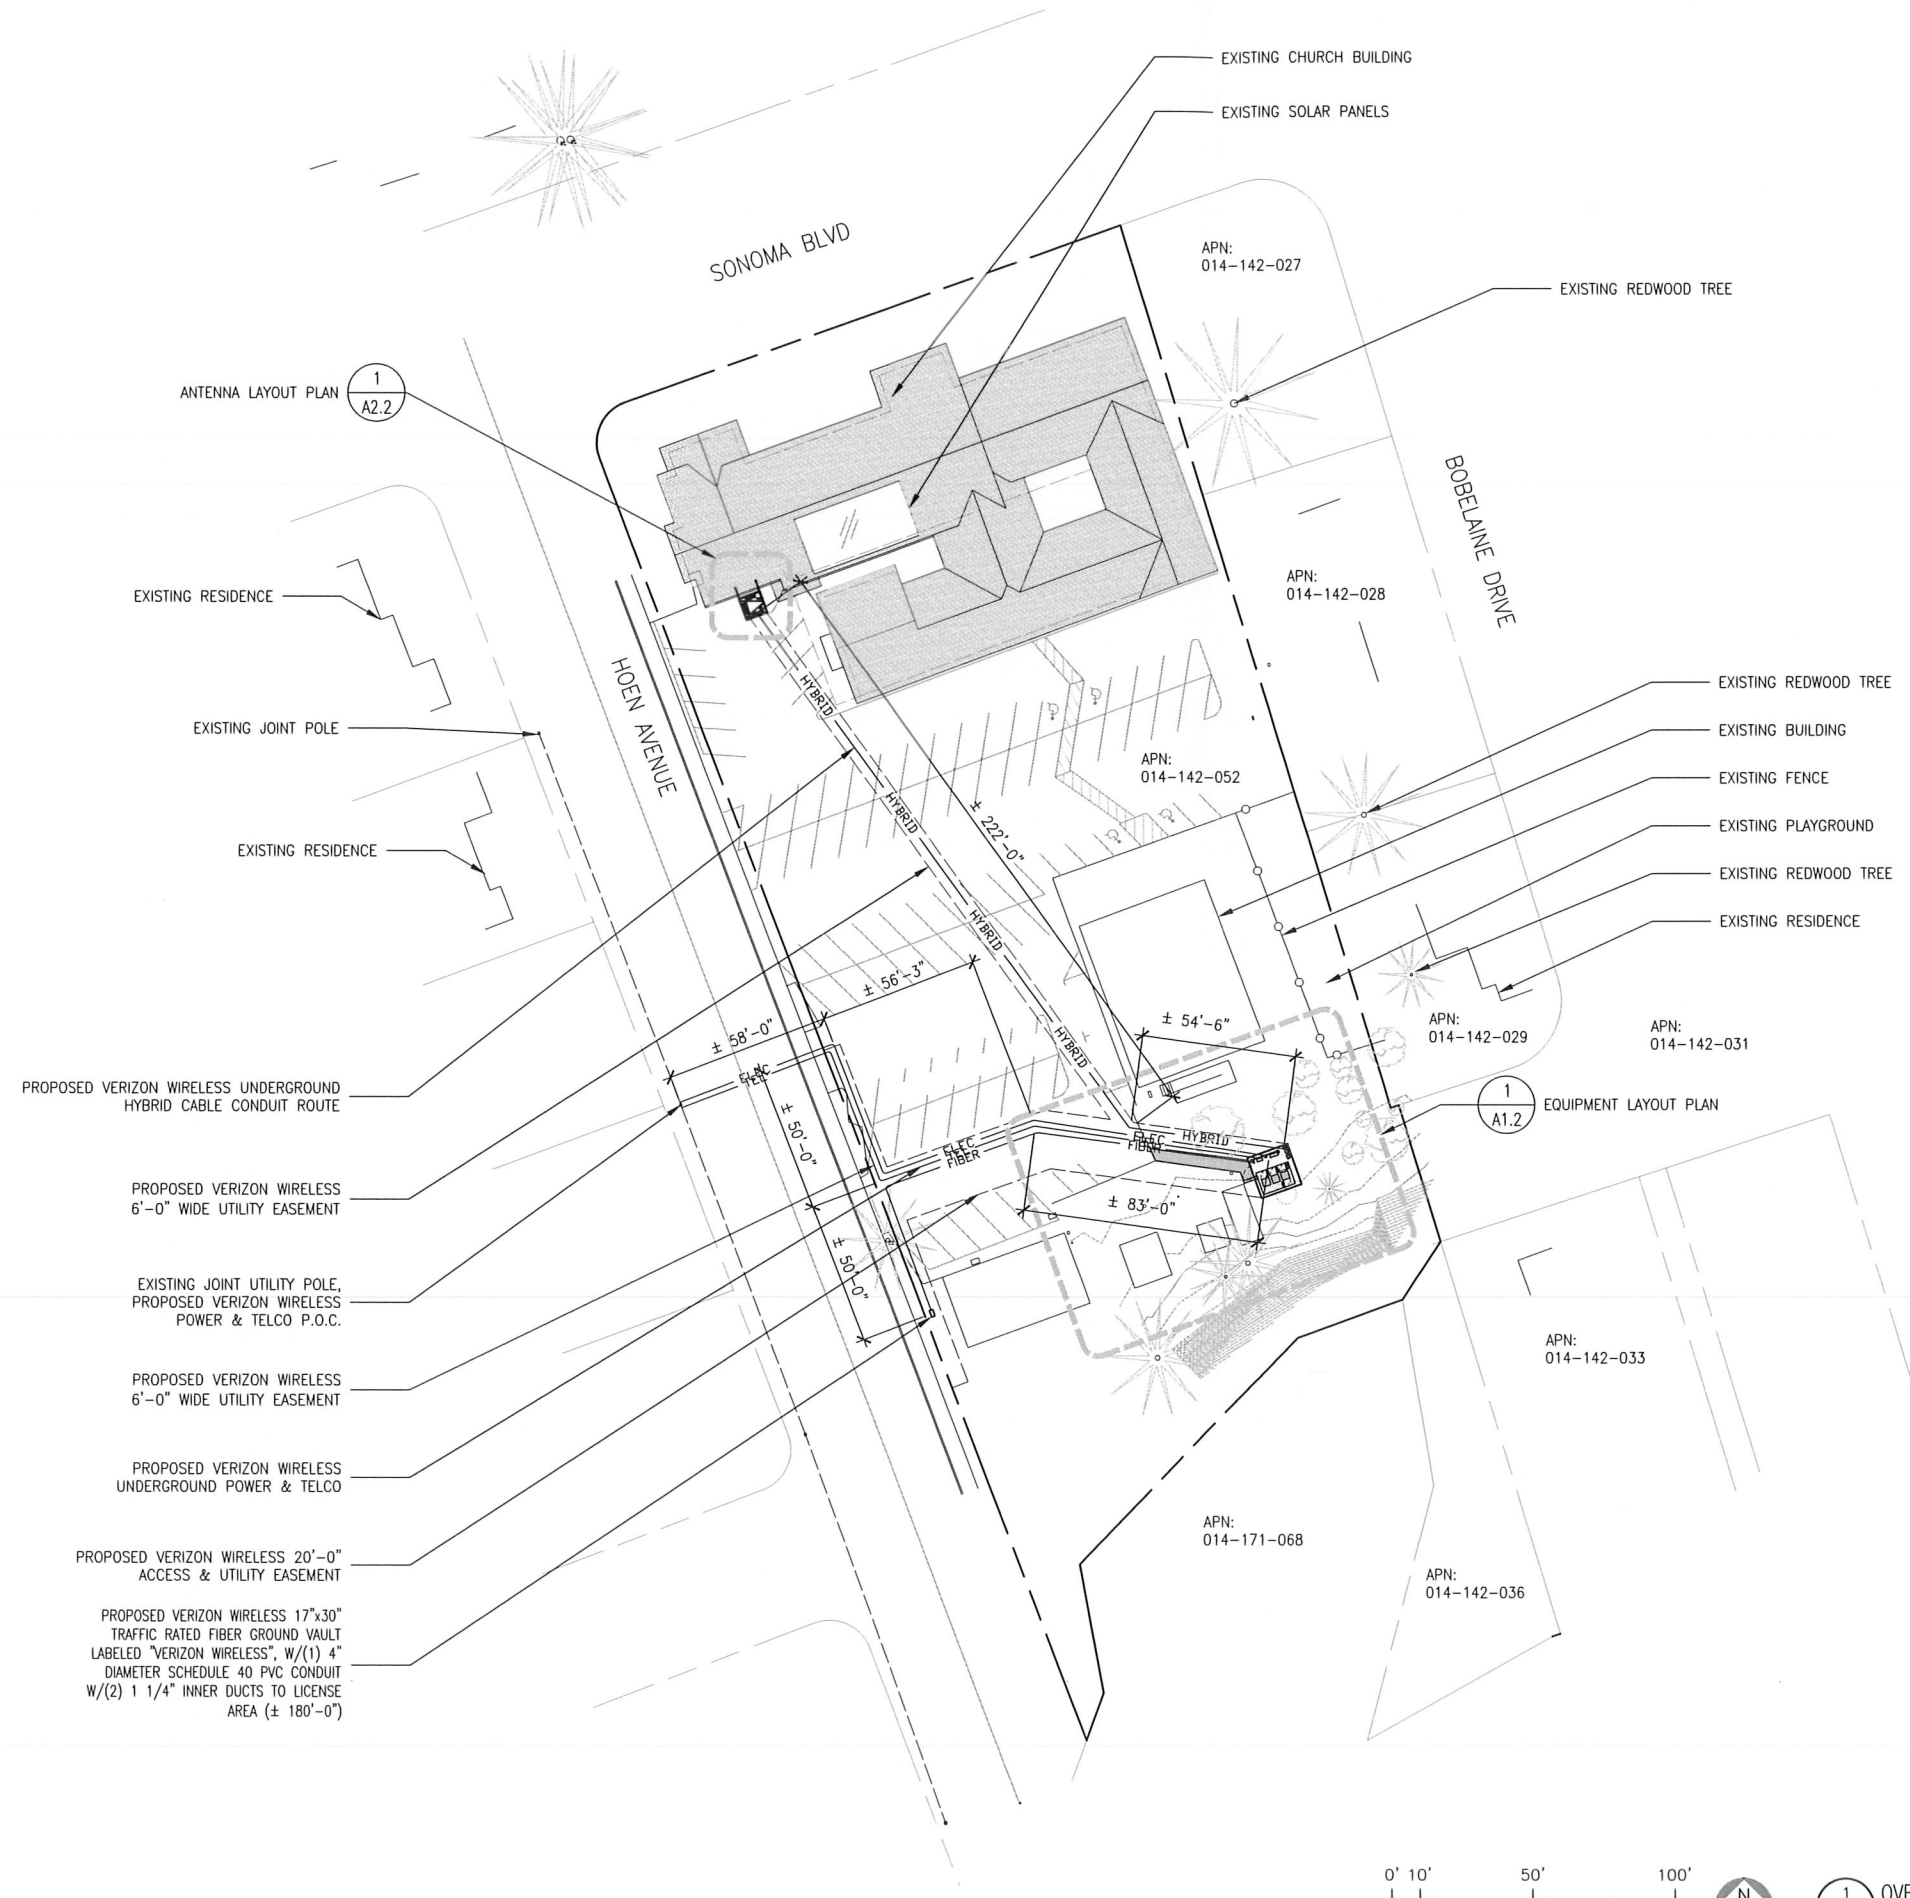 EXISTING CHURCH BUILDING
EXISTING SOLAR PANELS
SONOMA BLVD
APN:
014-142-027
EXISTING REDWOOD TREE
ANTENNA LAYOUT PLAN
1
A2.2
BOBELAINE DRIVE
EXISTING RESIDENCE
APN:
014-142-028
HOEN AVENUE
HYBRID
EXISTING REDWOOD TREE
EXISTING JOINT POLE
EXISTING BUILDING
APN:
014-142-052
EXISTING FENCE
HYBRID
± 222'-0"
EXISTING PLAYGROUND
EXISTING RESIDENCE
EXISTING REDWOOD TREE
HYBRID
EXISTING RESIDENCE
± 56'-3"
± 58'-0"
± 54'-6"
HYBRID
APN:
014-142-029
APN:
014-142-031
ELEC
TEL
PROPOSED VERIZON WIRELESS UNDERGROUND
HYBRID CABLE CONDUIT ROUTE
1
A1.2
EQUIPMENT LAYOUT PLAN
± 50'-0"
ELEC
FIBER
ELEC
FIBER
HYBRID
PROPOSED VERIZON WIRELESS
6'-0" WIDE UTILITY EASEMENT
± 83'-0"
± 50'-0"
EXISTING JOINT UTILITY POLE,
PROPOSED VERIZON WIRELESS
POWER & TELCO P.O.C.
APN:
014-142-033
PROPOSED VERIZON WIRELESS
6'-0" WIDE UTILITY EASEMENT
PROPOSED VERIZON WIRELESS
UNDERGROUND POWER & TELCO
APN:
014-171-068
PROPOSED VERIZON WIRELESS 20'-0"
ACCESS & UTILITY EASEMENT
APN:
014-142-036
PROPOSED VERIZON WIRELESS 17"x30"
TRAFFIC RATED FIBER GROUND VAULT
LABELED "VERIZON WIRELESS", W/(1) 4"
DIAMETER SCHEDULE 40 PVC CONDUIT
W/(2) 1 1/4" INNER DUCTS TO LICENSE
AREA (± 180'-0")
0' 10' 50' 100'
N
1